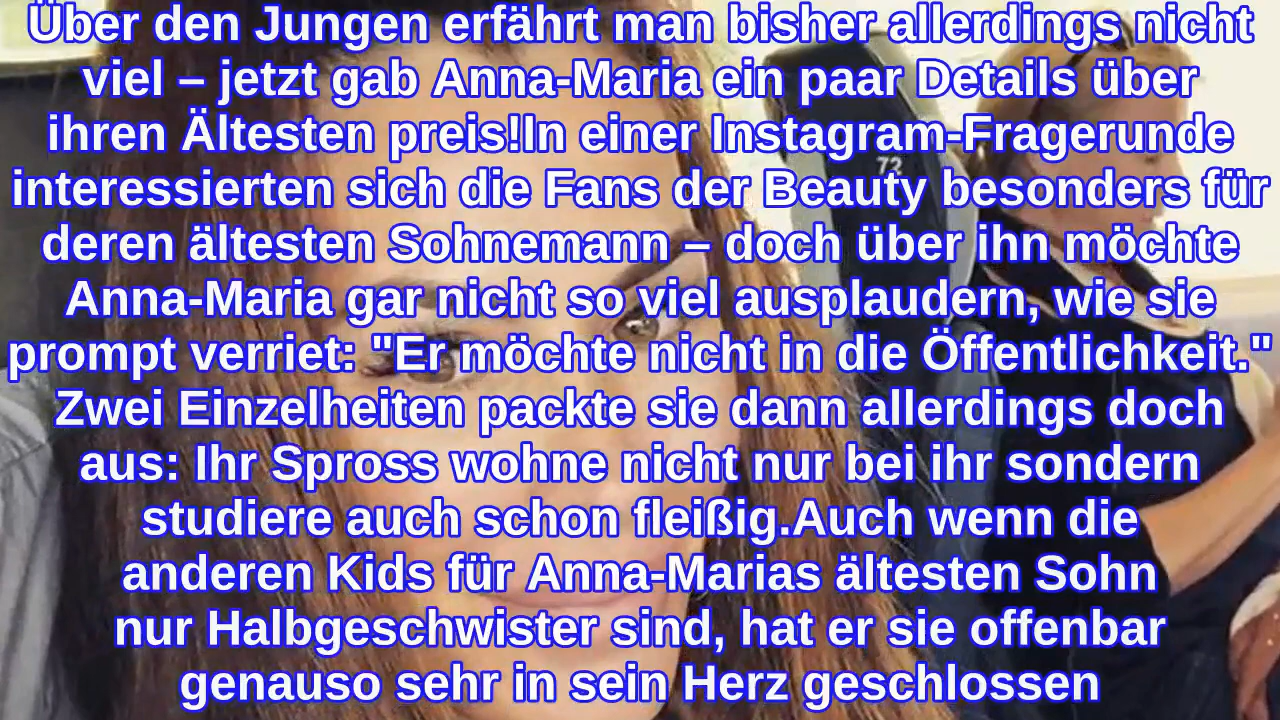 Über den Jungen erfährt man bisher allerdings nicht
viel – jetzt gab Anna-Maria ein paar Details über
ihren Ältesten preis!In einer Instagram-Fragerunde
72
interessierten sich die Fans der Beauty besonders für
deren ältesten Sohnemann – doch über ihn möchte
Anna-Maria gar nicht so viel ausplaudern, wie sie
prompt verriet: "Er möchte nicht in die Öffentlichkeit."
Zwei Einzelheiten packte sie dann allerdings doch
aus: Ihr Spross wohne nicht nur bei ihr sondern
studiere auch schon fleißig.Auch wenn die
anderen Kids für Anna-Marias ältesten Sohn
nur Halbgeschwister sind, hat er sie offenbar
genauso sehr in sein Herz geschlossen